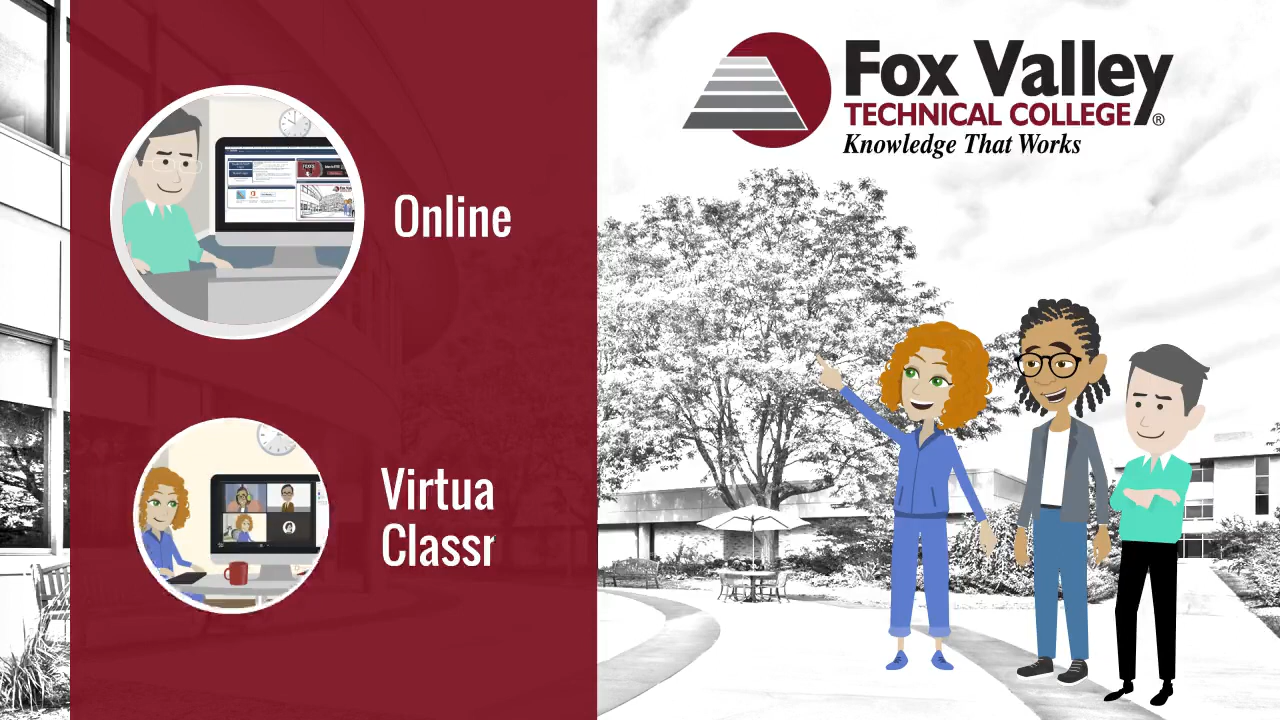 Online
Virtua
Classr
Fox Valley
TECHNICAL COLLEGE®
Knowledge That Works